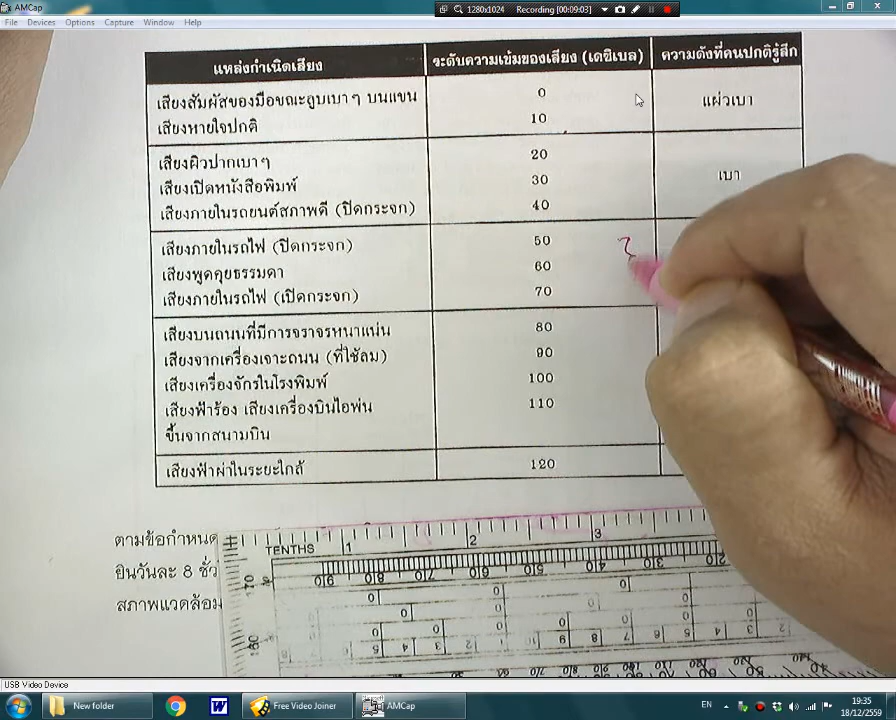 AMCap
1280x1024 Recording [00:09:03]
File Devices Options Capture Window Help
แหล่งกำเนิดเสียง ระดับความเข้มของเสียง (เดซิเบล) ความดังที่คนปกติรู้สึก
เสียงสัมผัสของมือขณะลูบเบาๆ บนแขน 0
แผ่วเบา
เสียงหายใจปกติ 10
เสียงผิวปากเบาๆ 20
เสียงเปิดหนังสือพิมพ์ 30 เบา
เสียงภายในรถยนต์สภาพดี (ปิดกระจก) 40
เสียงภายในรถไฟ (ปิดกระจก) 50
เสียงพูดคุยธรรมดา 60
เสียงภายในรถไฟ (เปิดกระจก) 70
เสียงบนถนนที่มีการจราจรหนาแน่น 80
เสียงจากเครื่องเจาะถนน (ที่ใช้ลม) 90
เสียงเครื่องจักรในโรงพิมพ์ 100
เสียงฟ้าร้อง เสียงเครื่องบินไอพ่น 110
ขึ้นจากสนามบิน
เสียงฟ้าผ่าในระยะใกล้ 120
ตามข้อกำหนด
ยินวันละ 8 ชั่ว
สภาพแวดล้อม
TENTHS 1 2 3
USB Video Device
New folder Free Video Joiner AMCap EN 19:35
18/12/2559